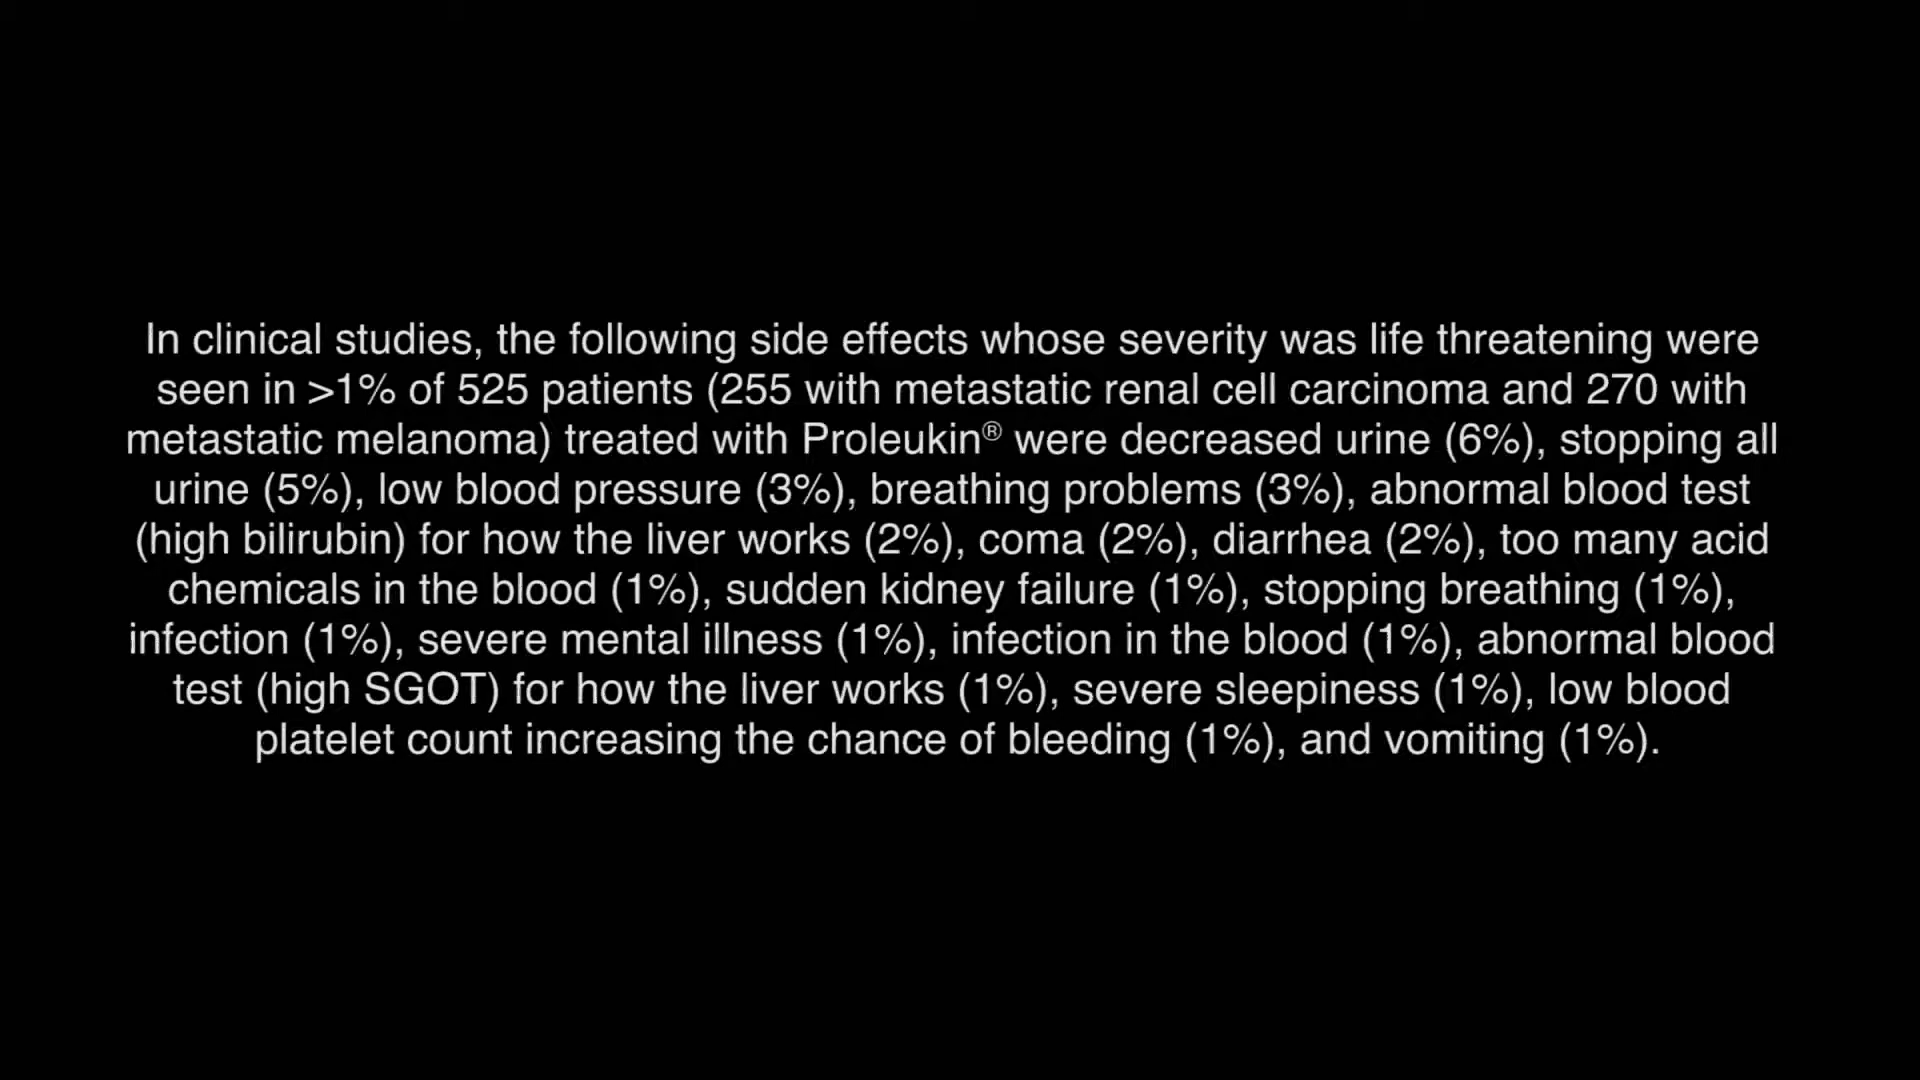 In clinical studies, the following side effects whose severity was life threatening were
seen in >1% of 525 patients (255 with metastatic renal cell carcinoma and 270 with
metastatic melanoma) treated with Proleukin® were decreased urine (6%), stopping all
urine (5%), low blood pressure (3%), breathing problems (3%), abnormal blood test
(high bilirubin) for how the liver works (2%), coma (2%), diarrhea (2%), too many acid
chemicals in the blood (1%), sudden kidney failure (1%), stopping breathing (1%),
infection (1%), severe mental illness (1%), infection in the blood (1%), abnormal blood
test (high SGOT) for how the liver works (1%), severe sleepiness (1%), low blood
platelet count increasing the chance of bleeding (1%), and vomiting (1%).